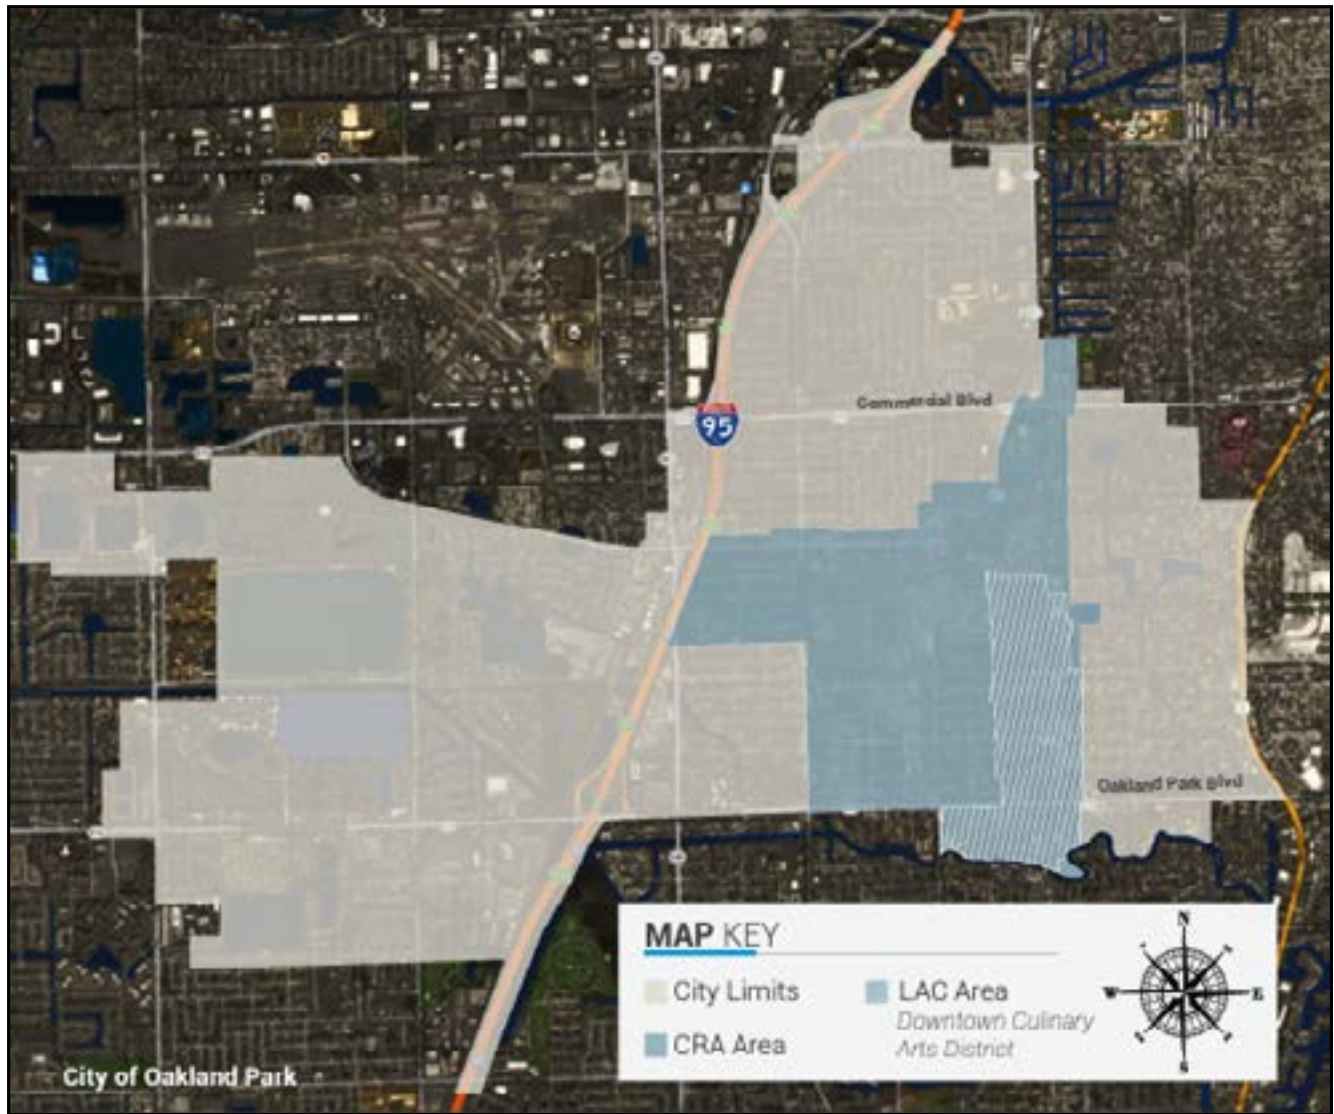 Commercial Blvd
95
Oakland Park Blvd
MAP KEY
City Limits
CRA Area
LAC Area
Downtown Culinary
Arts District
N
W
E
S
City of Oakland Park